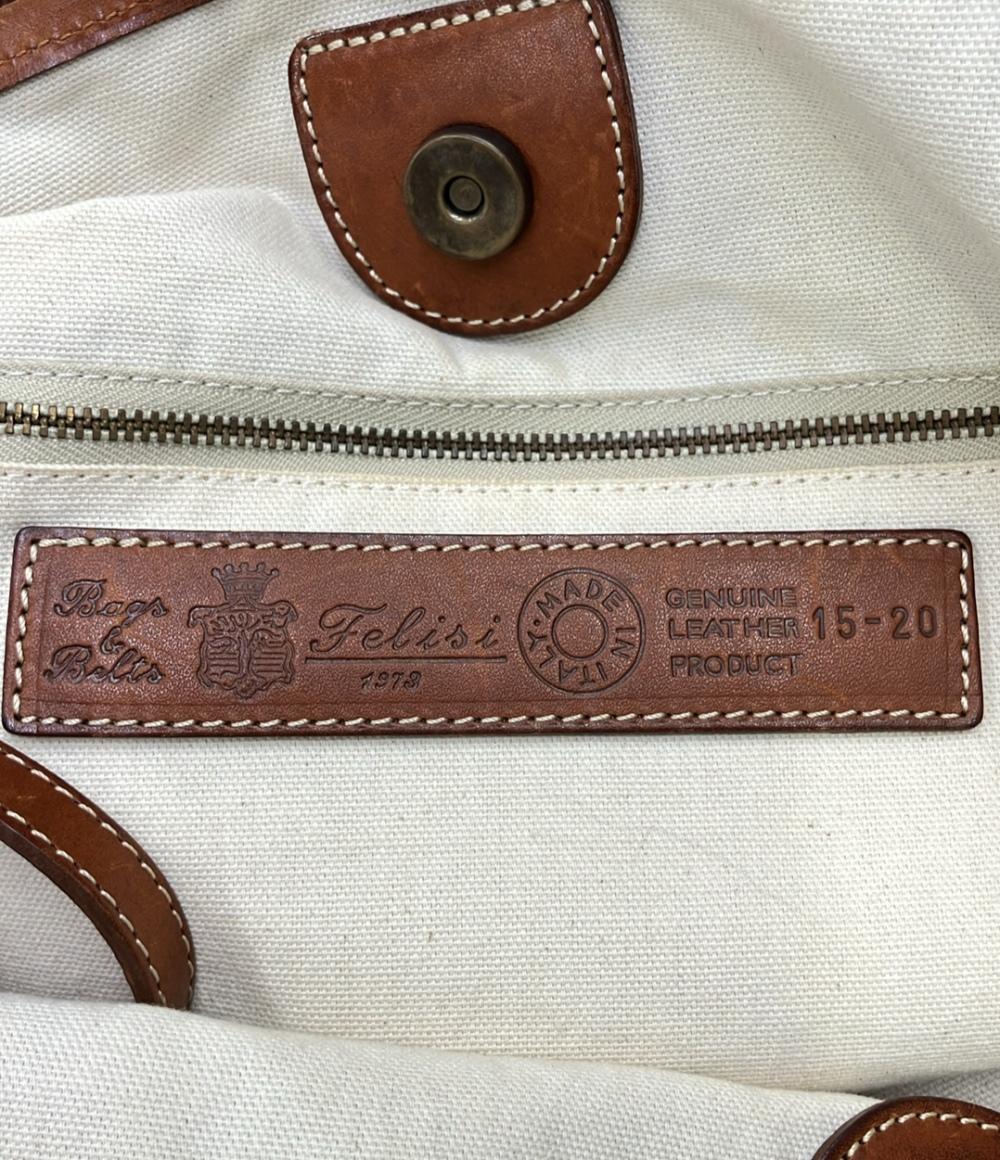 Bags
&
Belts
Felisi
1973
MADE IN ITALY
GENUINE
LEATHER
PRODUCT
15-20